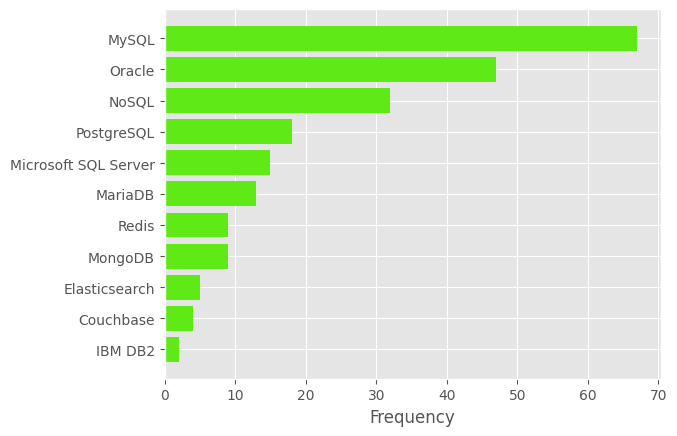 MySQL
Oracle
NoSQL
PostgreSQL
Microsoft SQL Server
MariaDB
Redis
MongoDB
Elasticsearch
Couchbase
IBM DB2
0 10 20 30 40 50 60 70
Frequency